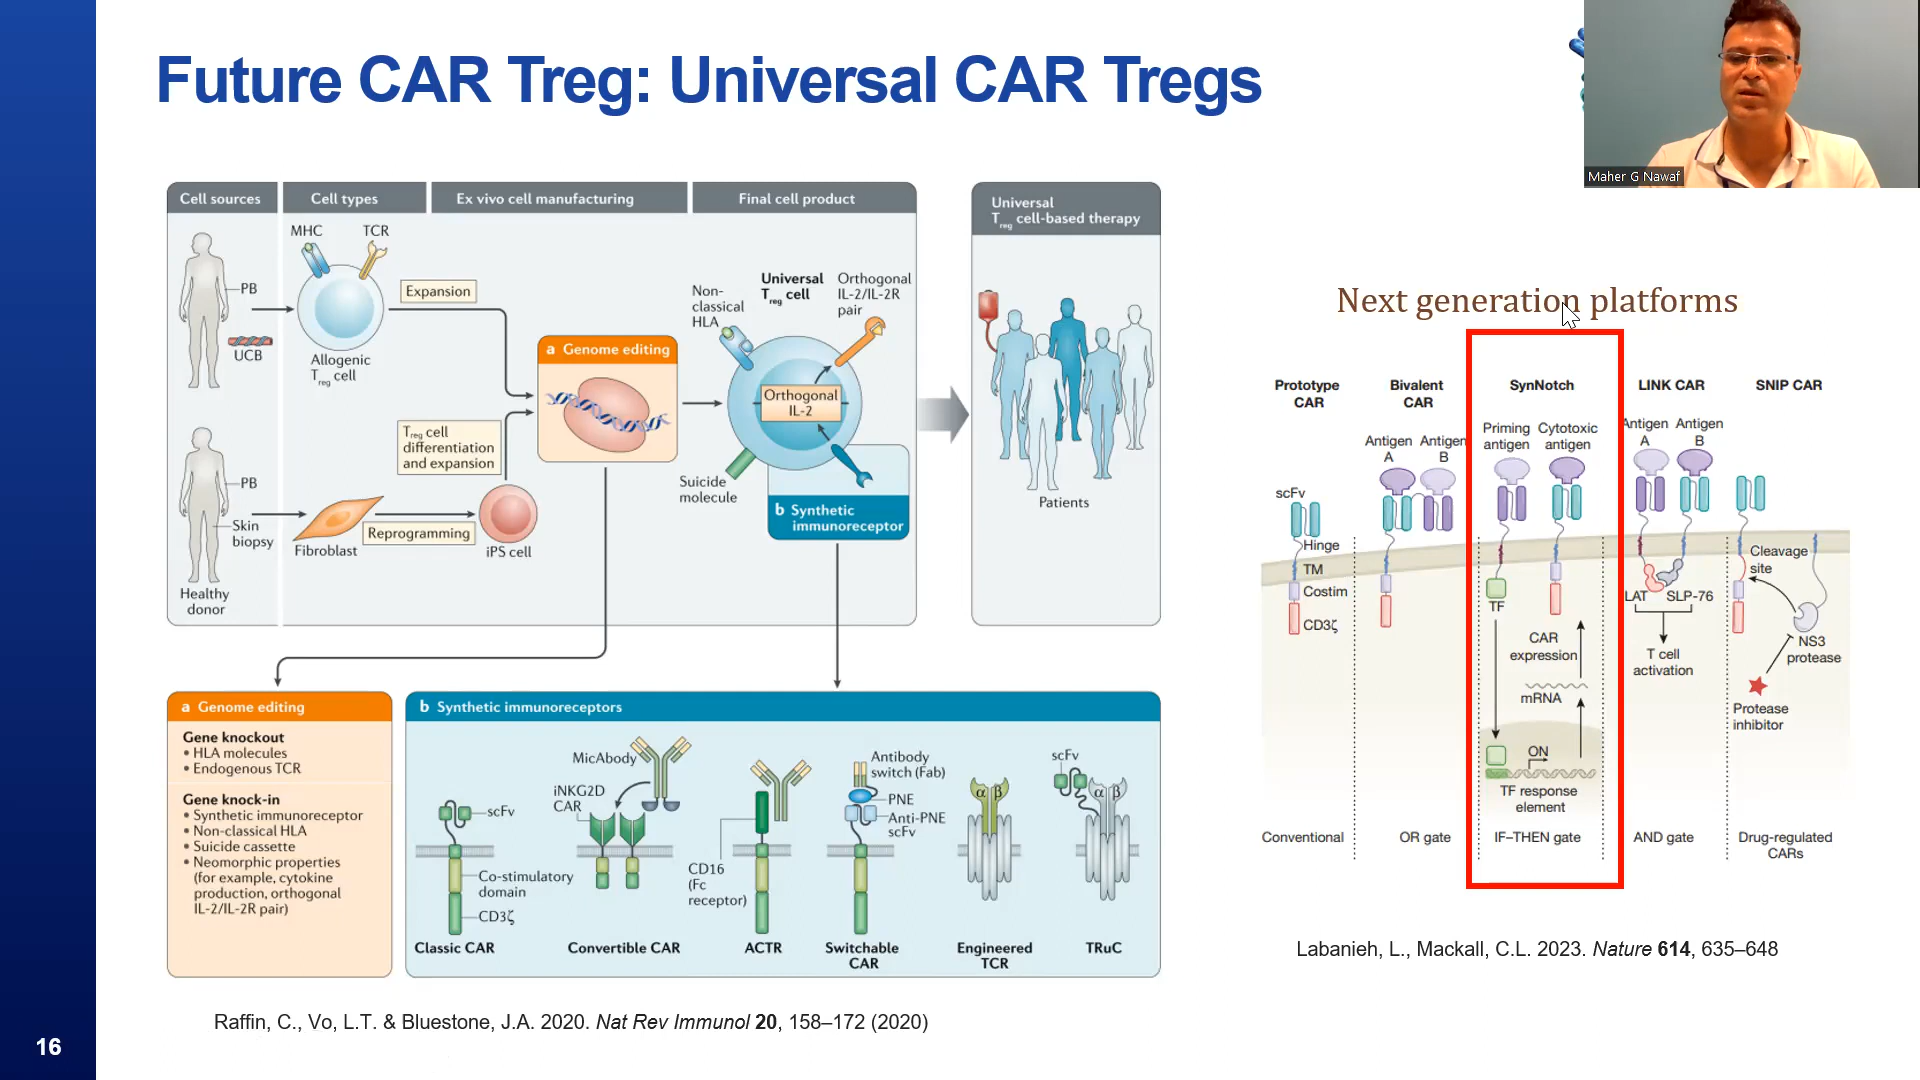 Future CAR Treg: Universal CAR Tregs
Maher G Nawaf
Cell sources
Cell types
Ex vivo cell manufacturing
Final cell product
Universal
Treg cell-based therapy
MHC
TCR
PB
UCB
Allogenic
Treg cell
Expansion
a Genome editing
Treg cell
differentiation
and expansion
PB
Skin
biopsy
Fibroblast
Reprogramming
iPS cell
Healthy
donor
Non-
classical
HLA
Universal
Treg cell
Orthogonal
IL-2/IL-2R
pair
Orthogonal
IL-2
Suicide
molecule
b Synthetic
immunoreceptor
Patients
a Genome editing
Gene knockout
• HLA molecules
• Endogenous TCR
Gene knock-in
• Synthetic immunoreceptor
• Non-classical HLA
• Suicide cassette
• Neomorphic properties
(for example, cytokine
production, orthogonal
IL-2/IL-2R pair)
b Synthetic immunoreceptors
scFv
Co-stimulatory
domain
CD3ζ
Classic CAR
MicAbody
iNKG2D
CAR
Convertible CAR
CD16
(Fc
receptor)
ACTR
Antibody
switch (Fab)
PNE
Anti-PNE
scFv
Switchable
CAR
α β
Engineered
TCR
scFv
α β
TRuC
Raffin, C., Vo, L.T. & Bluestone, J.A. 2020. Nat Rev Immunol 20, 158–172 (2020)
Next generation platforms
Prototype
CAR
scFv
Hinge
TM
Costim
CD3ζ
Conventional
Bivalent
CAR
Antigen
A
Antigen
B
OR gate
SynNotch
Priming
antigen
Cytotoxic
antigen
TF
CAR
expression
mRNA
ON
TF response
element
IF–THEN gate
LINK CAR
Antigen
A
Antigen
B
LAT
SLP-76
T cell
activation
AND gate
SNIP CAR
Cleavage
site
NS3
protease
Protease
inhibitor
Drug-regulated
CARs
Labanieh, L., Mackall, C.L. 2023. Nature 614, 635–648
16